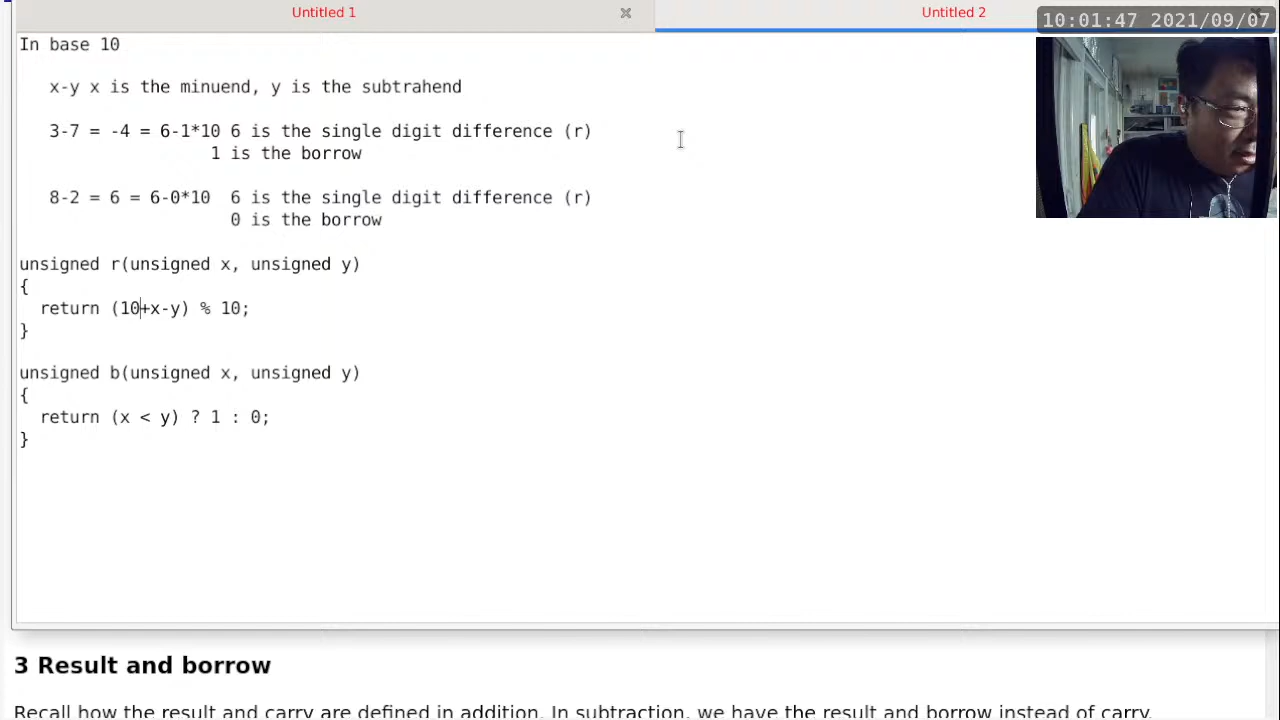 Untitled 1
Untitled 2
10:01:47 2021/09/07
In base 10
x-y x is the minuend, y is the subtrahend
3-7 = -4 = 6-1*10 6 is the single digit difference (r)
1 is the borrow
8-2 = 6 = 6-0*10  6 is the single digit difference (r)
0 is the borrow
unsigned r(unsigned x, unsigned y)
{
return (10+x-y) % 10;
}
unsigned b(unsigned x, unsigned y)
{
return (x < y) ? 1 : 0;
}
3 Result and borrow
Recall how the result and carry are defined in addition. In subtraction, we have the result and borrow instead of carry.